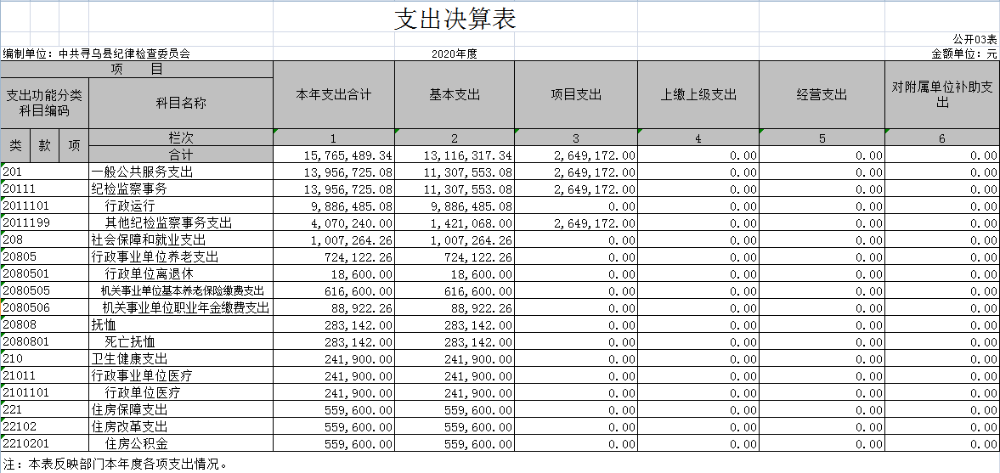 支出决算表
公开03表
编制单位：中共寻乌县纪律检查委员会 2020年度 金额单位：元
项 目 本年支出合计 基本支出 项目支出 上缴上级支出 经营支出 对附属单位补助支出
支出功能分类科目编码 科目名称
类 款 项 栏次 1 2 3 4 5 6
合计 15,765,489.34 13,116,317.34 2,649,172.00 0.00 0.00 0.00
201 一般公共服务支出 13,956,725.08 11,307,553.08 2,649,172.00 0.00 0.00 0.00
20111 纪检监察事务 13,956,725.08 11,307,553.08 2,649,172.00 0.00 0.00 0.00
2011101 行政运行 9,886,485.08 9,886,485.08 0.00 0.00 0.00 0.00
2011199 其他纪检监察事务支出 4,070,240.00 1,421,068.00 2,649,172.00 0.00 0.00 0.00
208 社会保障和就业支出 1,007,264.26 1,007,264.26 0.00 0.00 0.00 0.00
20805 行政事业单位养老支出 724,122.26 724,122.26 0.00 0.00 0.00 0.00
2080501 行政单位离退休 18,600.00 18,600.00 0.00 0.00 0.00 0.00
2080505 机关事业单位基本养老保险缴费支出 616,600.00 616,600.00 0.00 0.00 0.00 0.00
2080506 机关事业单位职业年金缴费支出 88,922.26 88,922.26 0.00 0.00 0.00 0.00
20808 抚恤 283,142.00 283,142.00 0.00 0.00 0.00 0.00
2080801 死亡抚恤 283,142.00 283,142.00 0.00 0.00 0.00 0.00
210 卫生健康支出 241,900.00 241,900.00 0.00 0.00 0.00 0.00
21011 行政事业单位医疗 241,900.00 241,900.00 0.00 0.00 0.00 0.00
2101101 行政单位医疗 241,900.00 241,900.00 0.00 0.00 0.00 0.00
221 住房保障支出 559,600.00 559,600.00 0.00 0.00 0.00 0.00
22102 住房改革支出 559,600.00 559,600.00 0.00 0.00 0.00 0.00
2210201 住房公积金 559,600.00 559,600.00 0.00 0.00 0.00 0.00
注：本表反映部门本年度各项支出情况。